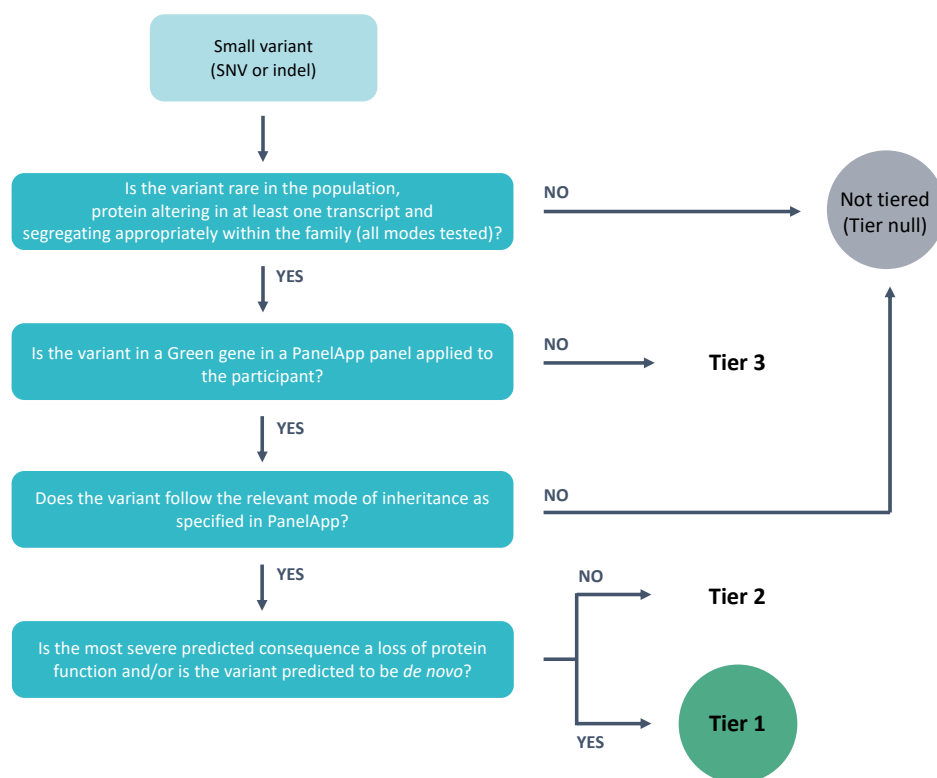 Small variant
(SNV or indel)
Is the variant rare in the population,
protein altering in at least one transcript and
segregating appropriately within the family (all modes tested)?
NO
Not tiered
(Tier null)
YES
Is the variant in a Green gene in a PanelApp panel applied to
the participant?
NO
Tier 3
YES
Does the variant follow the relevant mode of inheritance as
specified in PanelApp?
NO
YES
Is the most severe predicted consequence a loss of protein
function and/or is the variant predicted to be de novo?
NO
Tier 2
YES
Tier 1